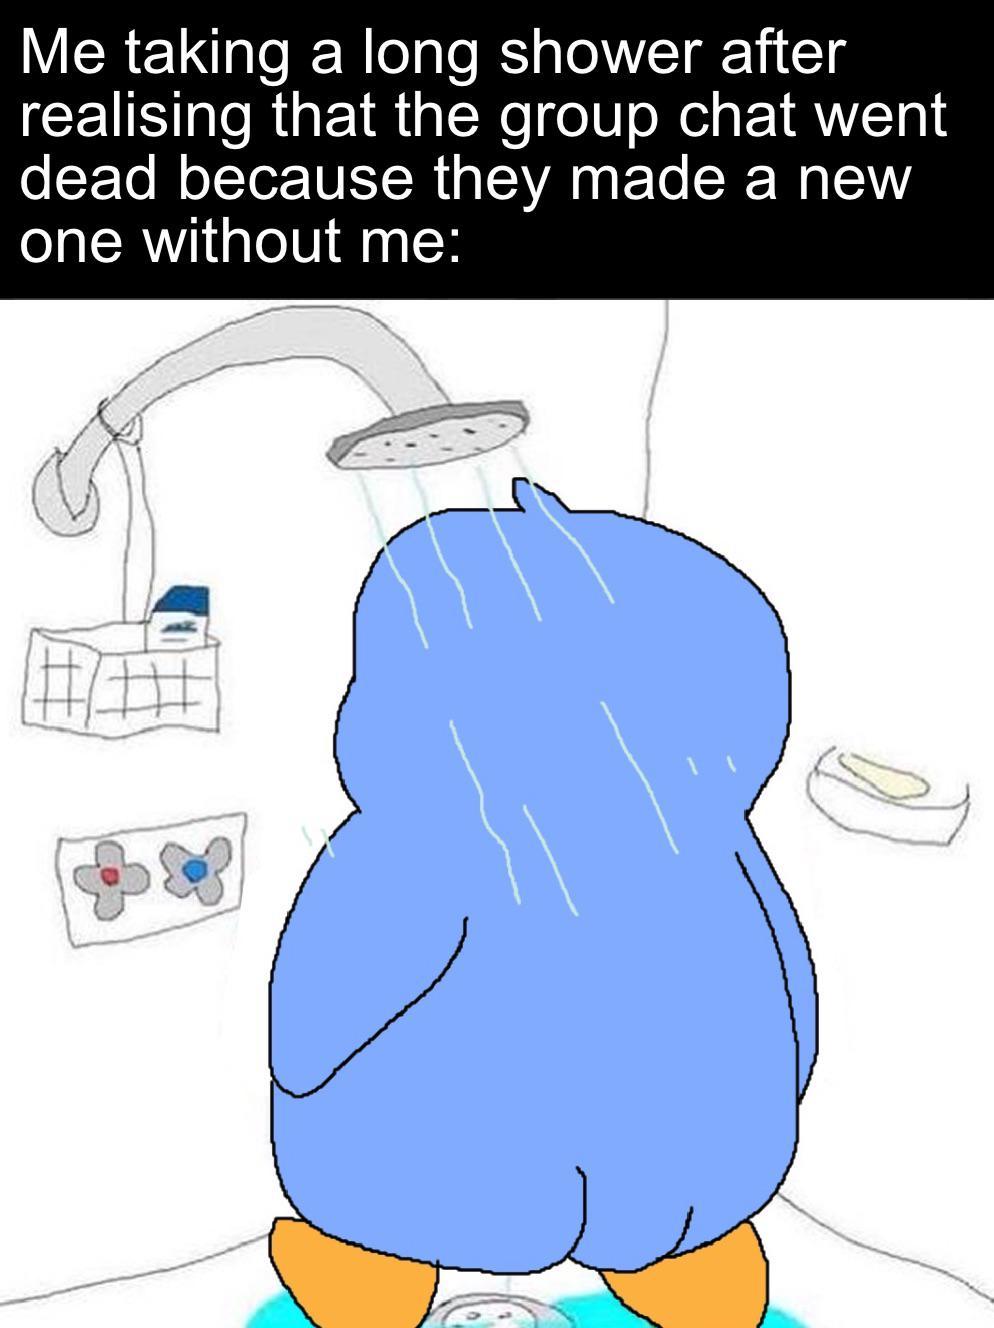 Me taking a long shower after
realising that the group chat went
dead because they made a new
one without me: